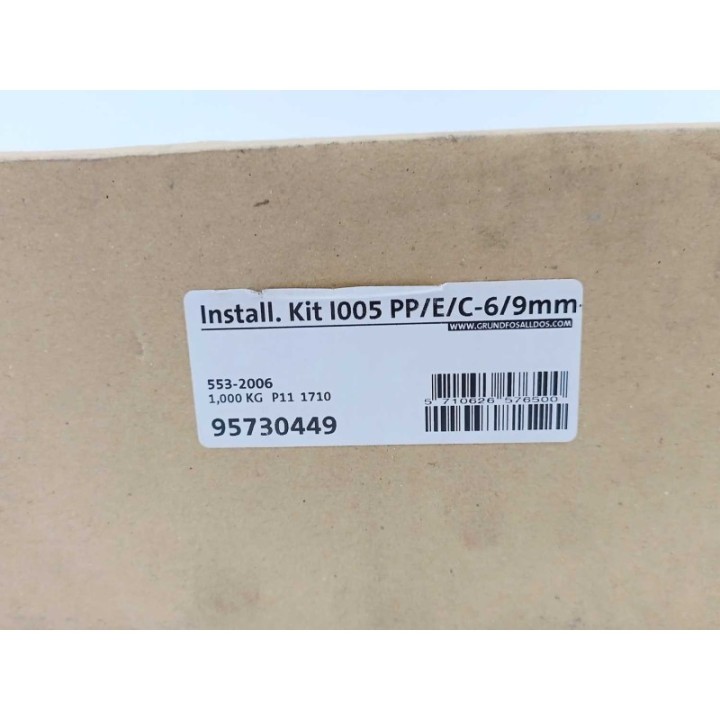 Install. Kit I005 PP/E/C-6/9mm-
WWW.GRUNDFOSALLDOS.COM
553-2006
1,000 KG P11 1710
5 710626 576500
95730449